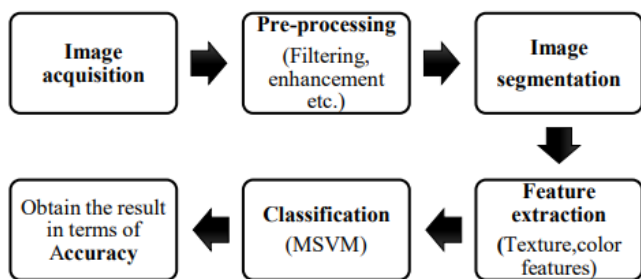 Image
acquisition
Pre-processing
(Filtering,
enhancement
etc.)
Image
segmentation
Feature
extraction
(Texture,color
features)
Classification
(MSVM)
Obtain the result
in terms of
Accuracy